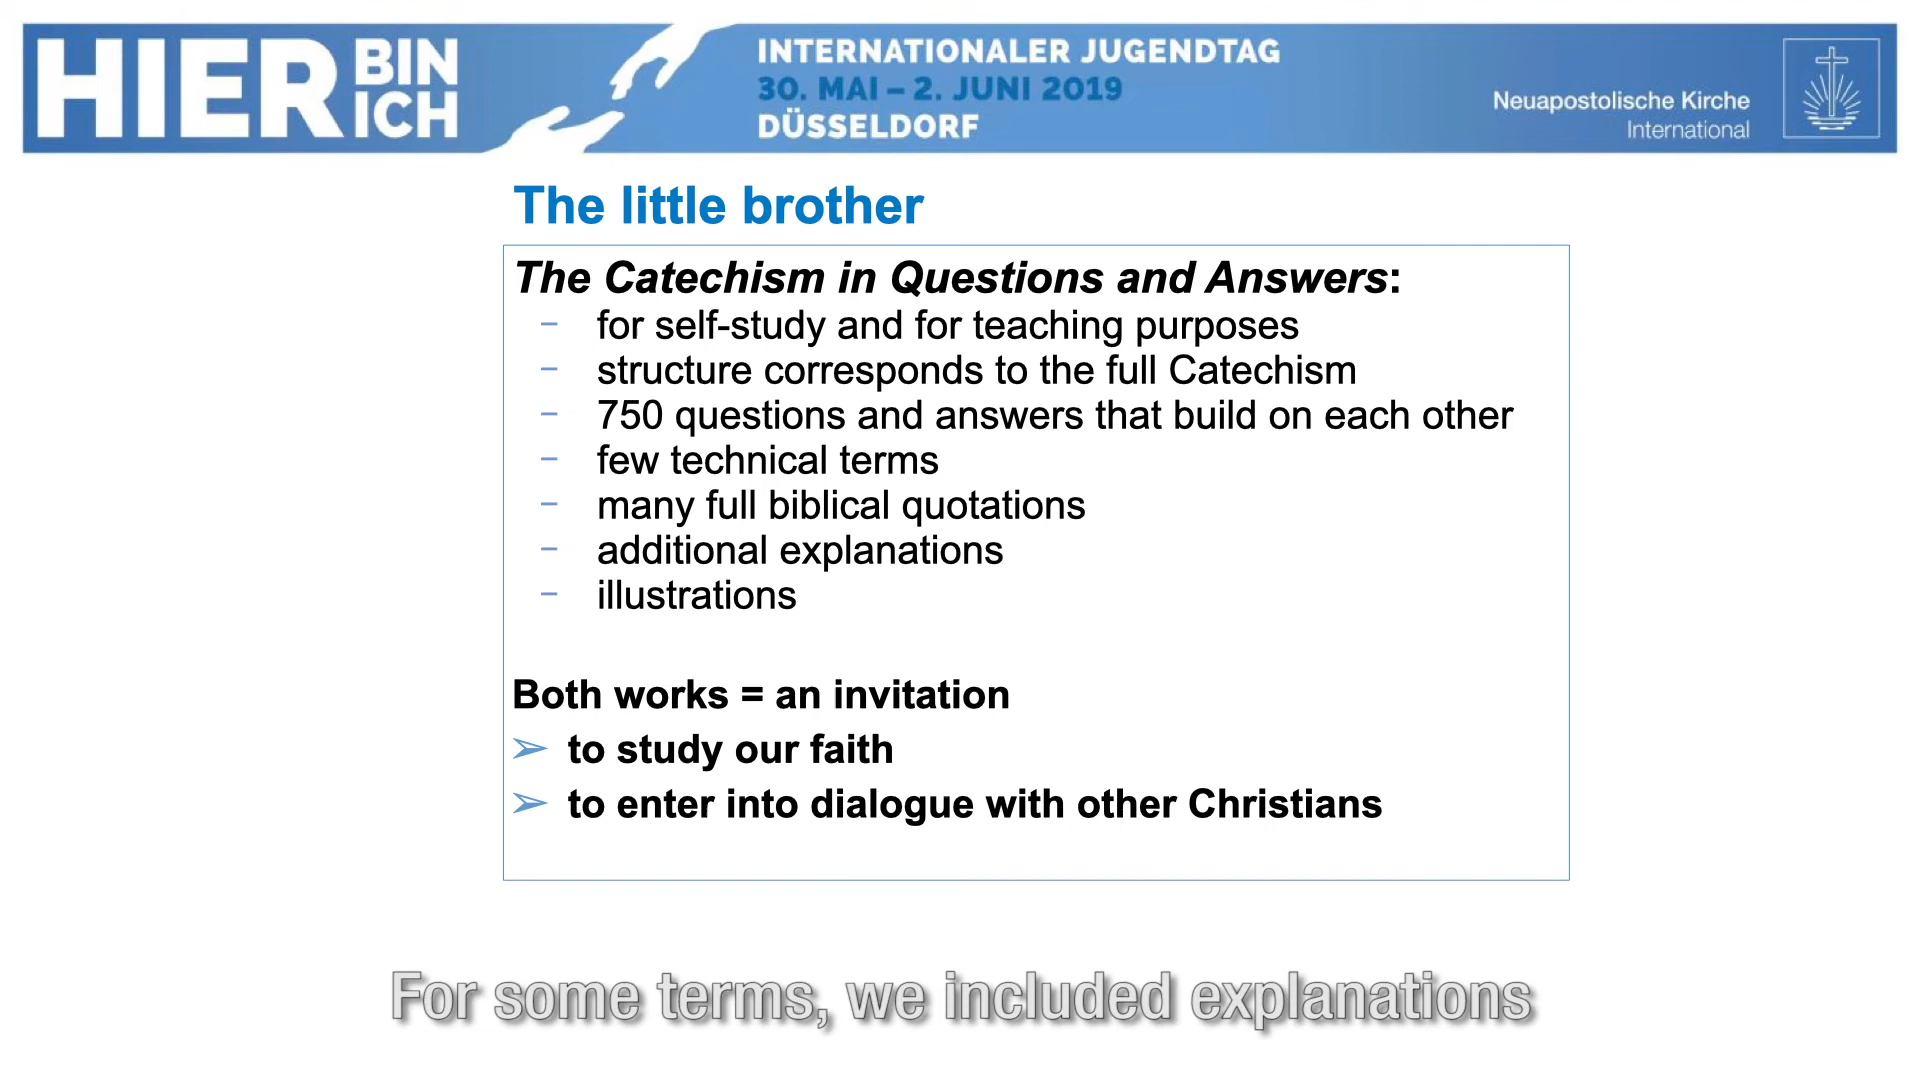 HIER BIN ICH
INTERNATIONALER JUGENDTAG
30. MAI – 2. JUNI 2019
DÜSSELDORF
Neuapostolische Kirche
International
The little brother
The Catechism in Questions and Answers:
– for self-study and for teaching purposes
– structure corresponds to the full Catechism
– 750 questions and answers that build on each other
– few technical terms
– many full biblical quotations
– additional explanations
– illustrations
Both works = an invitation
➢ to study our faith
➢ to enter into dialogue with other Christians
For some terms, we included explanations